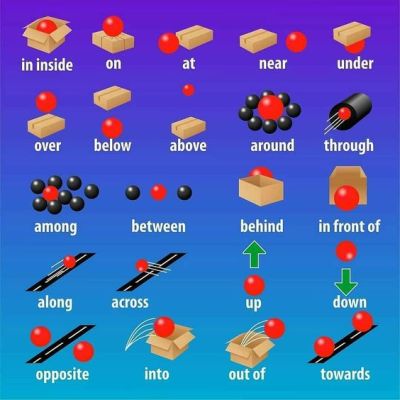 in inside
on
at
near
under
over
below
above
around
through
among
between
behind
in front of
along
across
up
down
opposite
into
out of
towards